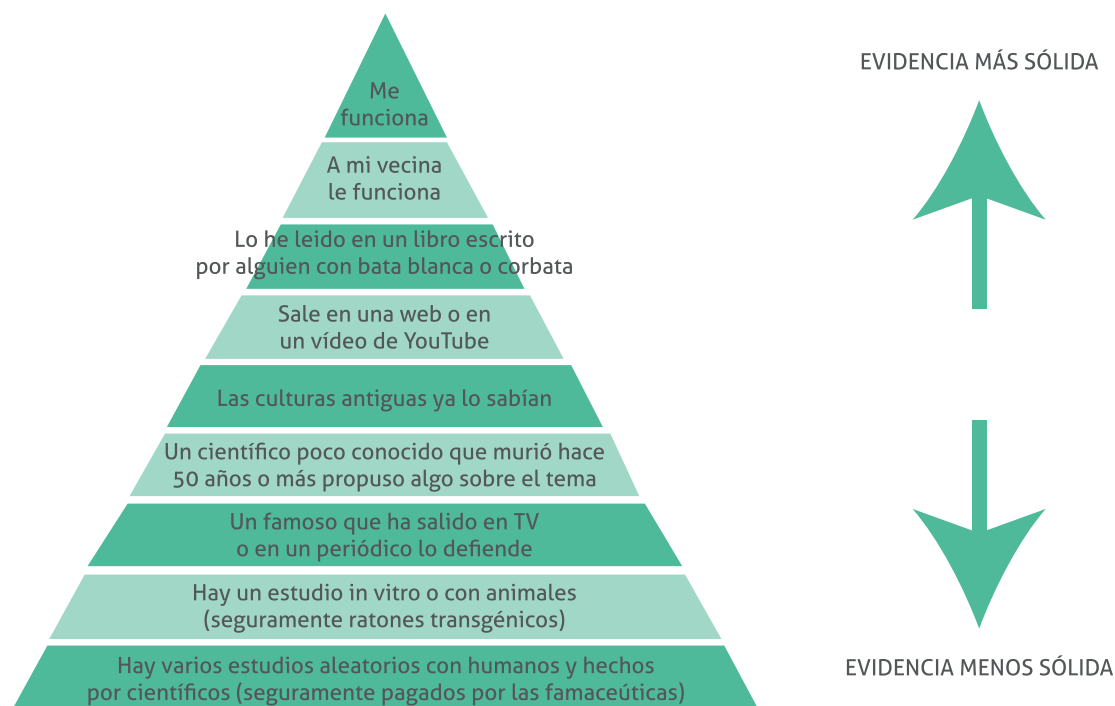 EVIDENCIA MÁS SÓLIDA
Me
funciona
A mi vecina
le funciona
Lo he leido en un libro escrito
por alguien con bata blanca o corbata
Sale en una web o en
un vídeo de YouTube
Las culturas antiguas ya lo sabían
Un científico poco conocido que murió hace
50 años o más propuso algo sobre el tema
Un famoso que ha salido en TV
o en un periódico lo defiende
Hay un estudio in vitro o con animales
(seguramente ratones transgénicos)
Hay varios estudios aleatorios con humanos y hechos
por científicos (seguramente pagados por las famaceúticas)
EVIDENCIA MENOS SÓLIDA